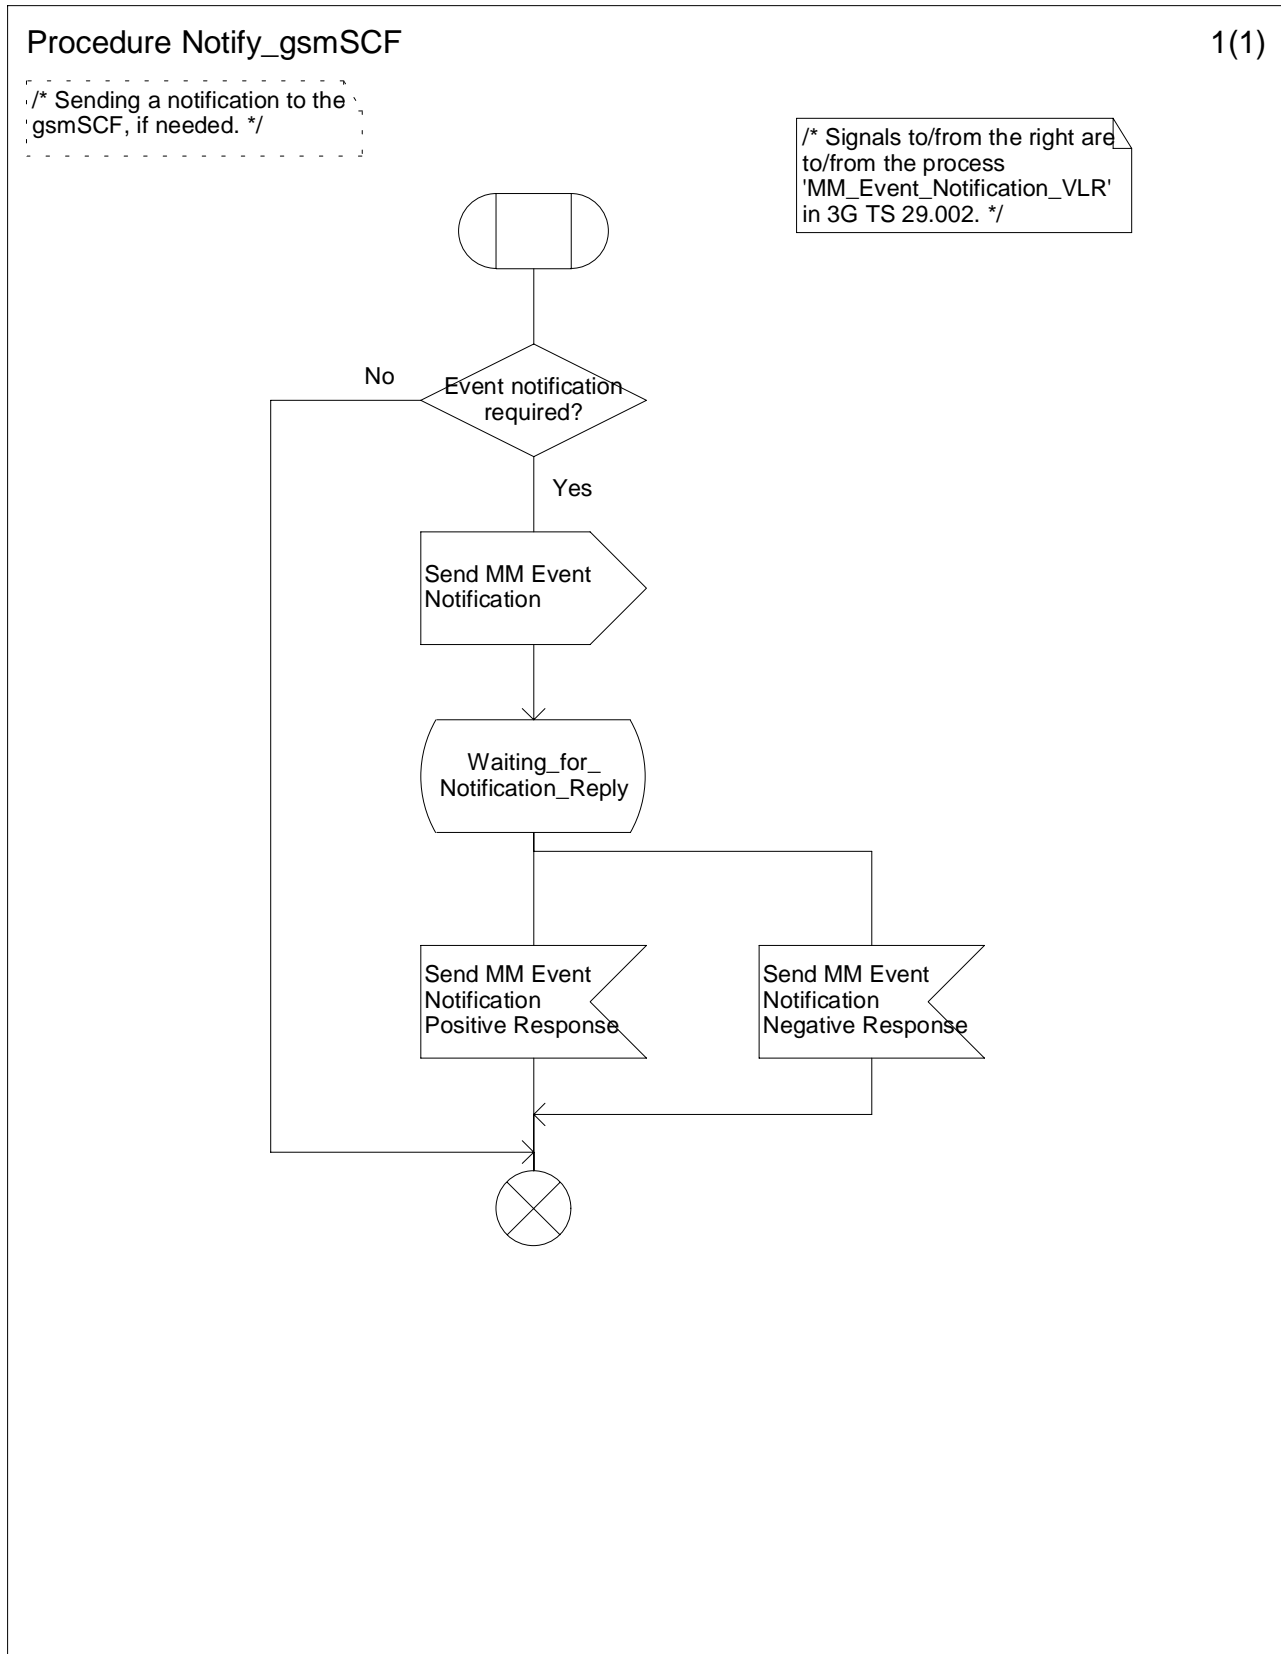 Procedure Notify_gsmSCF
1(1)
/* Sending a notification to the
gsmSCF, if needed. */
/* Signals to/from the right are
to/from the process
'MM_Event_Notification_VLR'
in 3G TS 29.002. */
No
Event notification
required?
Yes
Send MM Event
Notification
Waiting_for_
Notification_Reply
Send MM Event
Notification
Positive Response
Send MM Event
Notification
Negative Response